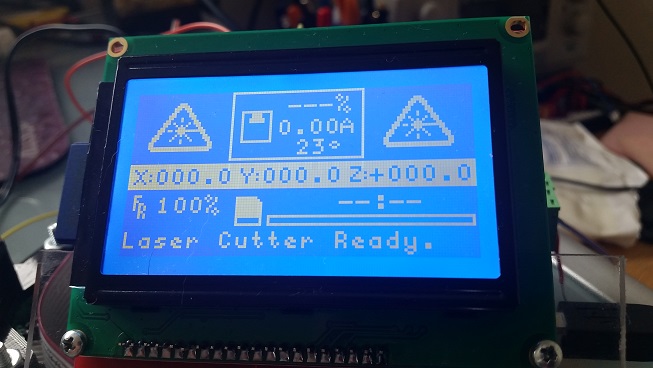 ---%
0.00A
23°
X:000.0 Y:000.0 Z:+000.0
FR 100% --:--
Laser Cutter Ready.